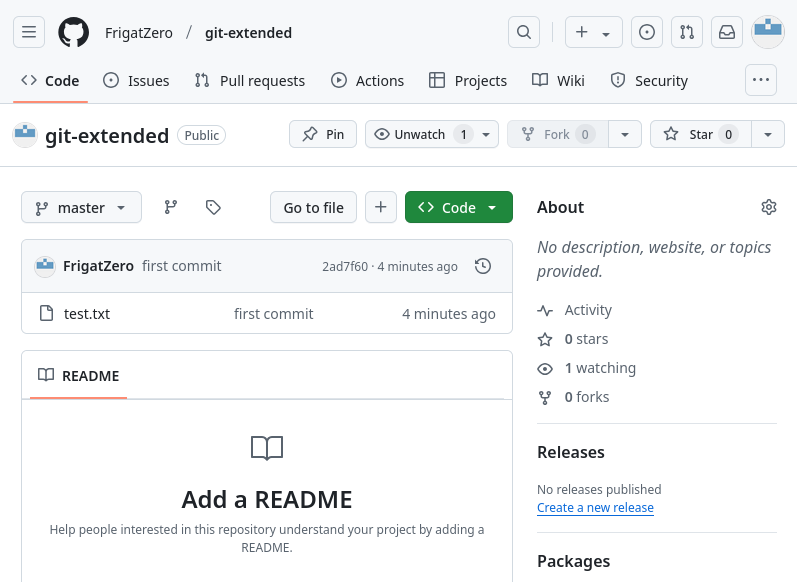 FrigatZero / git-extended
Code Issues Pull requests Actions Projects Wiki Security
git-extended Public Pin Unwatch 1 Fork 0 Star 0
master Go to file Code
FrigatZero first commit 2ad7f60 · 4 minutes ago
test.txt first commit 4 minutes ago
README
Add a README
Help people interested in this repository understand your project by adding a
README.
About
No description, website, or topics
provided.
Activity
0 stars
1 watching
0 forks
Releases
No releases published
Create a new release
Packages